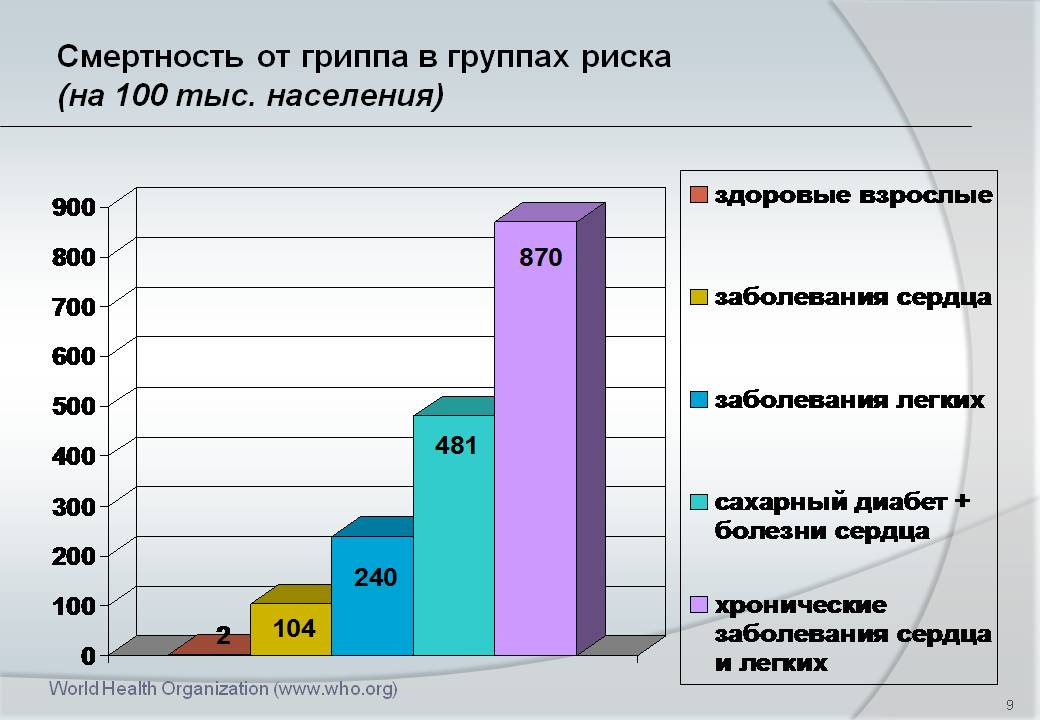 Смертность от гриппа в группах риска
(на 100 тыс. населения)
900
800
700
600
500
400
300
200
100
0
2
104
240
481
870
здоровые взрослые
заболевания сердца
заболевания легких
сахарный диабет +
болезни сердца
хронические
заболевания сердца
и легких
World Health Organization (www.who.org)
9